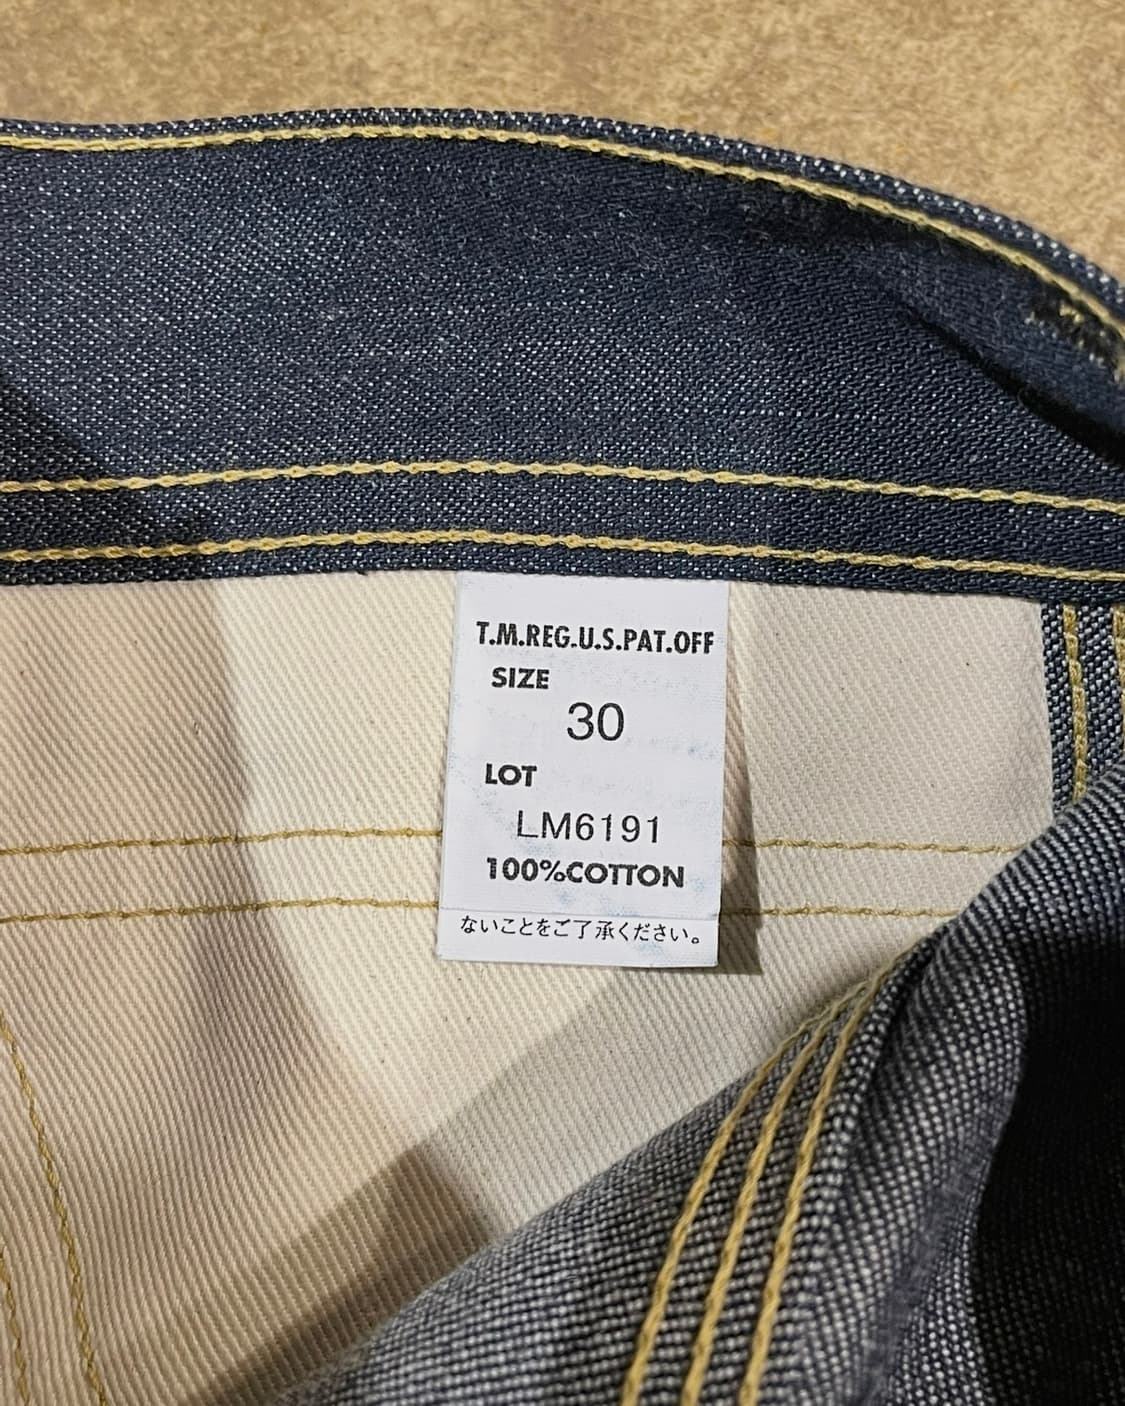 T.M.REG.U.S.PAT.OFF
SIZE
30
LOT
LM6191
100%COTTON
ないことをご了承ください。